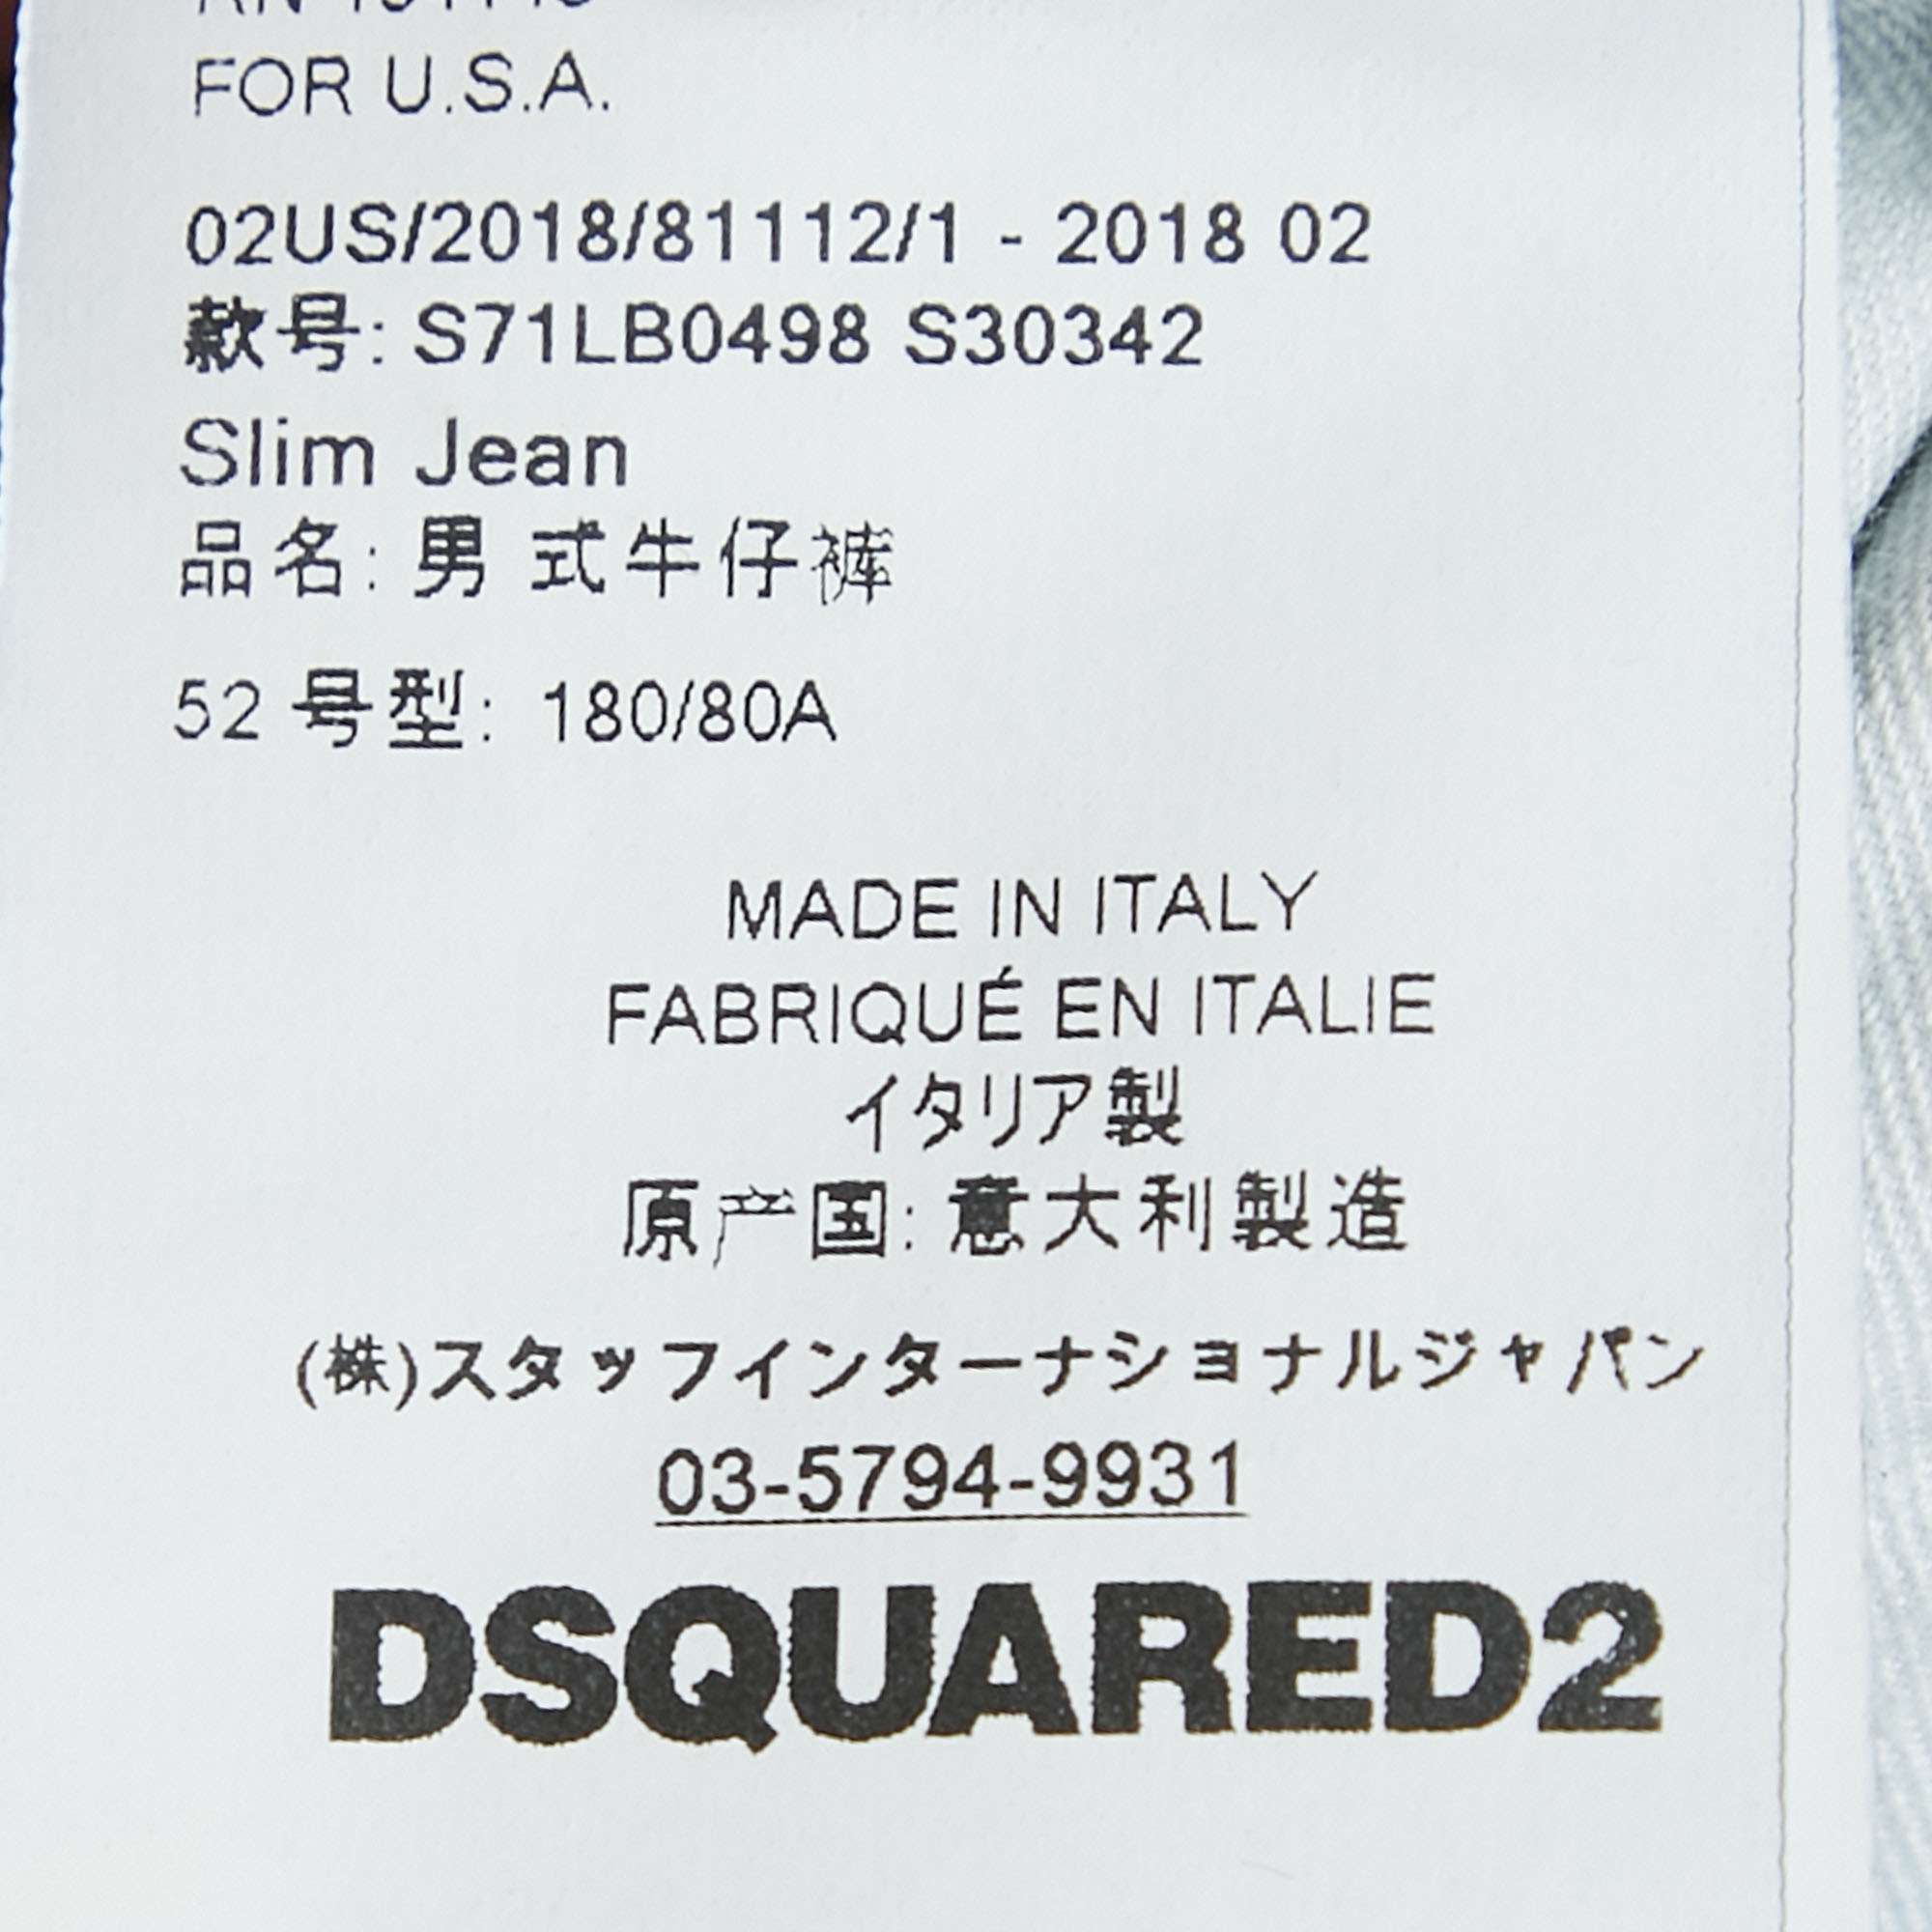 FOR U.S.A.
02US/2018/81112/1 - 2018 02
款号: S71LB0498 S30342
Slim Jean
品名: 男 式牛仔裤
52 号型: 180/80A
MADE IN ITALY
FABRIQUÉ EN ITALIE
イタリア製
原产国: 意大利製造
(株)スタッフインターナショナルジャパン
03-5794-9931
DSQUARED2